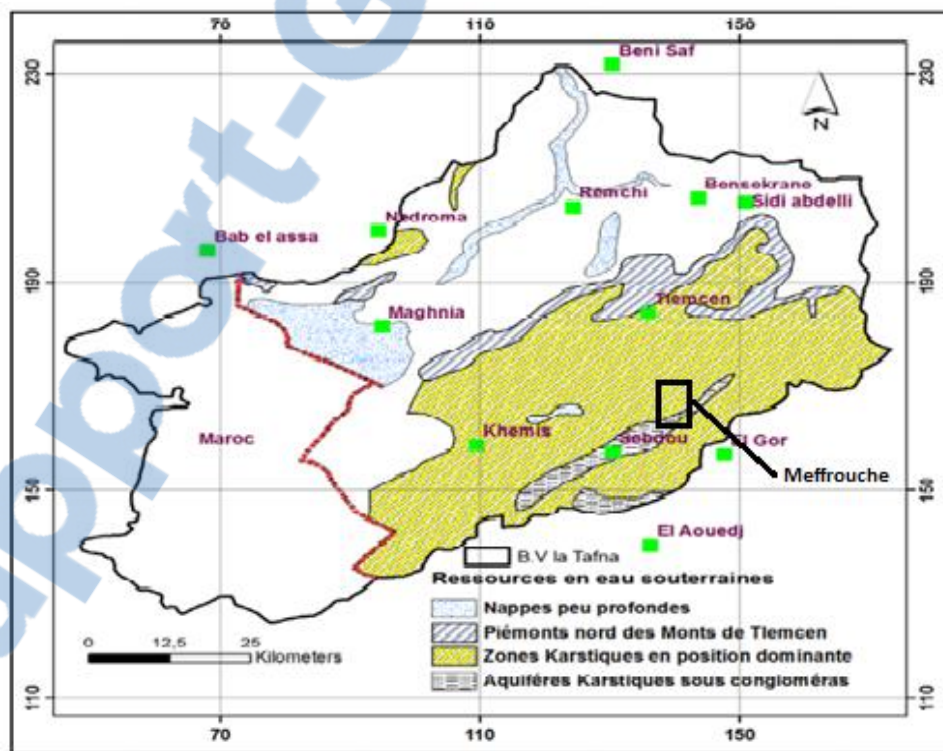 70 110 150
Beni Saf
230 230
N
Remchi
Bensekrane
Sidi abdelli
Nedroma
Bab el assa
190 190
Tlemcen
Maghnia
Maroc
Khemis
Sebdou
El Gor
Meffrouche
150 150
El Aouedj
B.V la Tafna
Ressources en eau souterraines
Nappes peu profondes
Piémonts nord des Monts de Tlemcen
Zones Karstiques en position dominante
Aquiféres Karstiques sous congloméras
0 12,5 25
Kilometers
110 110
70 110 150